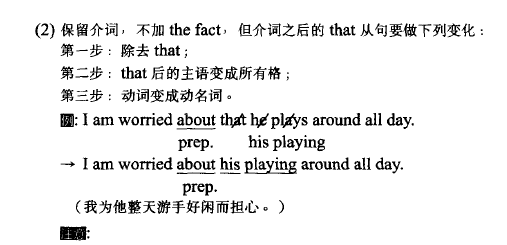 (2) 保留介词，不加 the fact，但介词之后的 that 从句要做下列变化：
第一步：除去 that；
第二步：that 后的主语变成所有格；
第三步：动词变成动名词。
例: I am worried about that he plays around all day.
prep. his playing
→ I am worried about his playing around all day.
prep.
（我为他整天游手好闲而担心。）
注意: